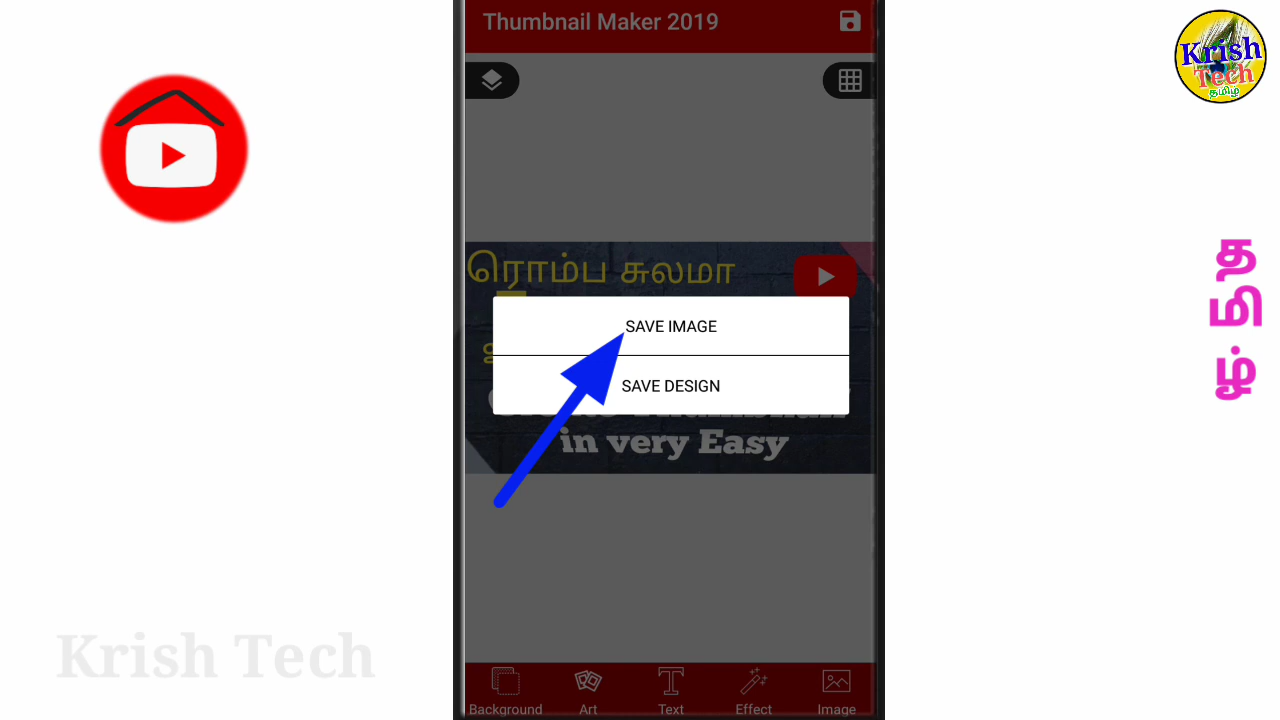 Thumbnail Maker 2019
Krish
Tech
தமிழ்
ரொம்ப சுலமா
SAVE IMAGE
SAVE DESIGN
in very Easy
தமிழ்
Krish Tech
Background
Art
Text
Effect
Image